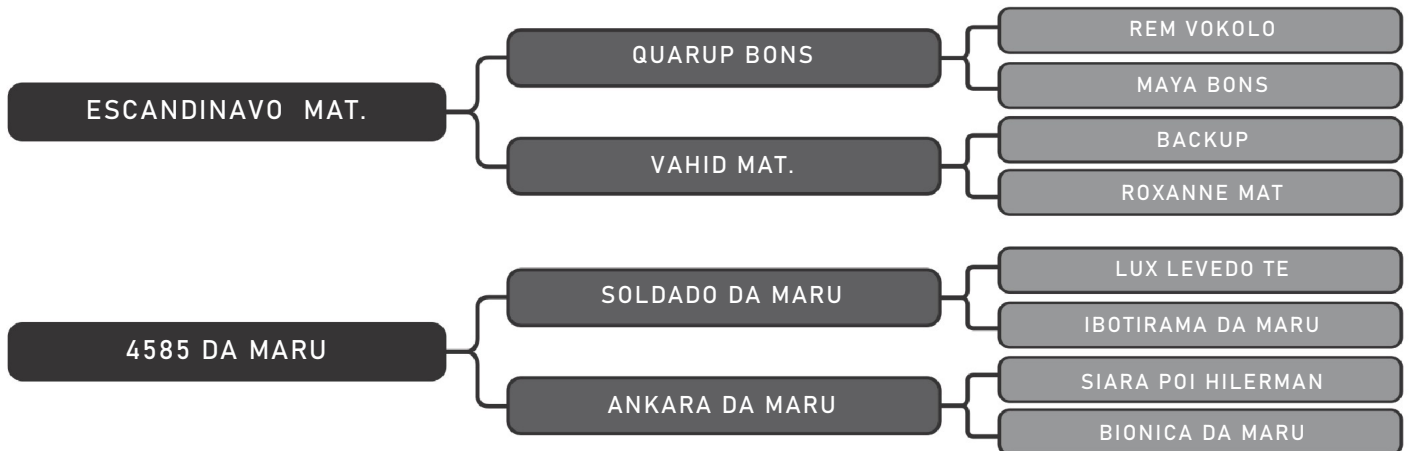 ESCANDINAVO MAT.
QUARUP BONS
REM VOKOLO
MAYA BONS
VAHID MAT.
BACKUP
ROXANNE MAT
4585 DA MARU
SOLDADO DA MARU
LUX LEVEDO TE
IBOTIRAMA DA MARU
ANKARA DA MARU
SIARA POI HILERMAN
BIONICA DA MARU